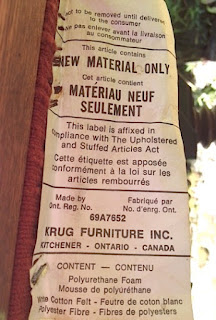 not to be removed until delivered
to the consumer
pas enlever avant la livraison
au consommateur
This article contains
NEW MATERIAL ONLY
Cet article contient
MATÉRIAU NEUF
SEULEMENT
This label is affixed in
compliance with The Upholstered
and Stuffed Articles Act
Cette étiquette est apposée
conformément à la loi sur les
articles rembourrés
Made by Fabriqué par
Ont. Reg. No. No. d'enrg. Ont.
69A7652
KRUG FURNITURE INC.
KITCHENER - ONTARIO - CANADA
CONTENT — CONTENU
Polyurethane Foam
Mousse de polyuréthane
White Cotton Felt - Feutre de coton blanc
Polyester Fibre - Fibres de polyesters